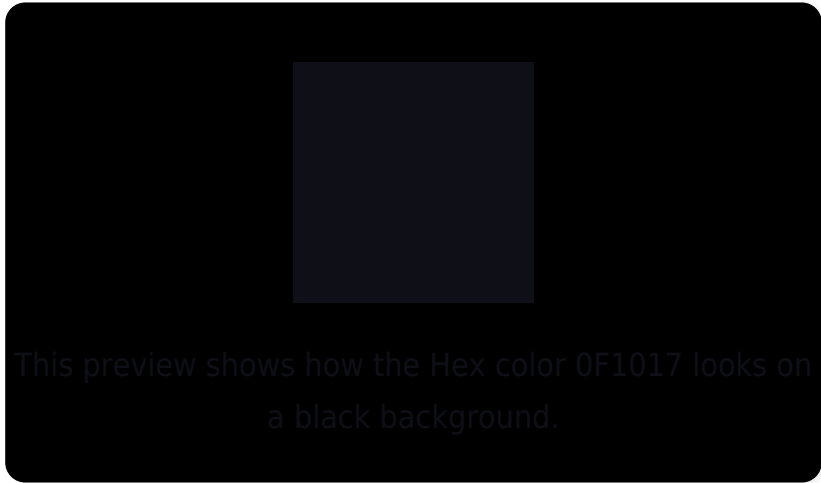 This preview shows how the Hex color 0F1017 looks on
a black background.